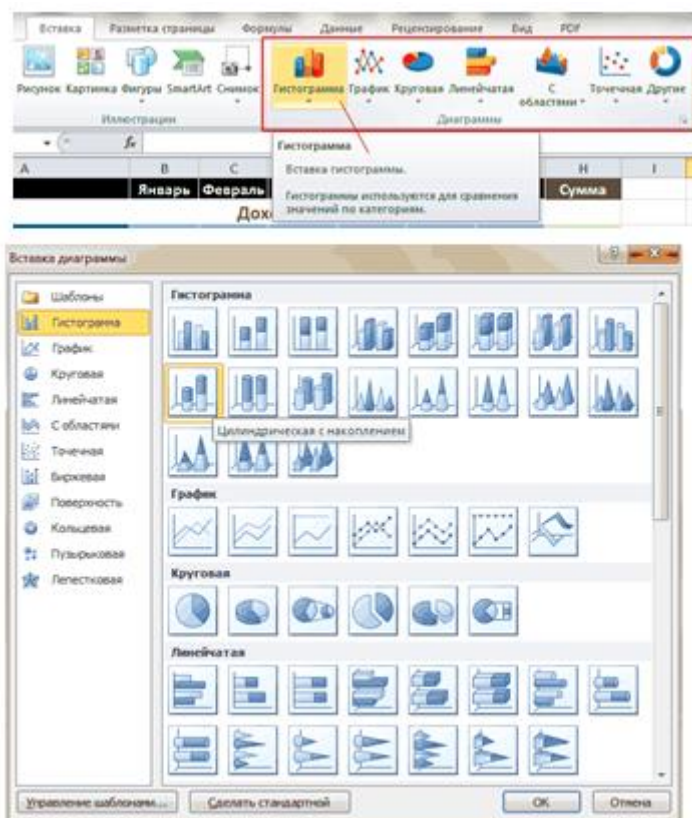 Вставка Разметка страницы Формулы Данные Рецензирование Вид PDF
Рисунок Картинка Фигуры SmartArt Снимок Гистограмма График Круговая Линейчатая С областями Точечная Другие
Иллюстрации Диаграммы
fx
Гистограмма
Вставка гистограммы.
Гистограммы используются для сравнения
значений по категориям.
A B C H I
Январь Февраль Сумма
Дохо
Вставка диаграммы
Шаблоны
Гистограмма
График
Круговая
Линейчатая
С областями
Точечная
Биржевая
Поверхность
Кольцевая
Пузырьковая
Лепестковая
Гистограмма
Цилиндрическая с накоплением
График
Круговая
Линейчатая
Управление шаблонами... Сделать стандартной OK Отмена